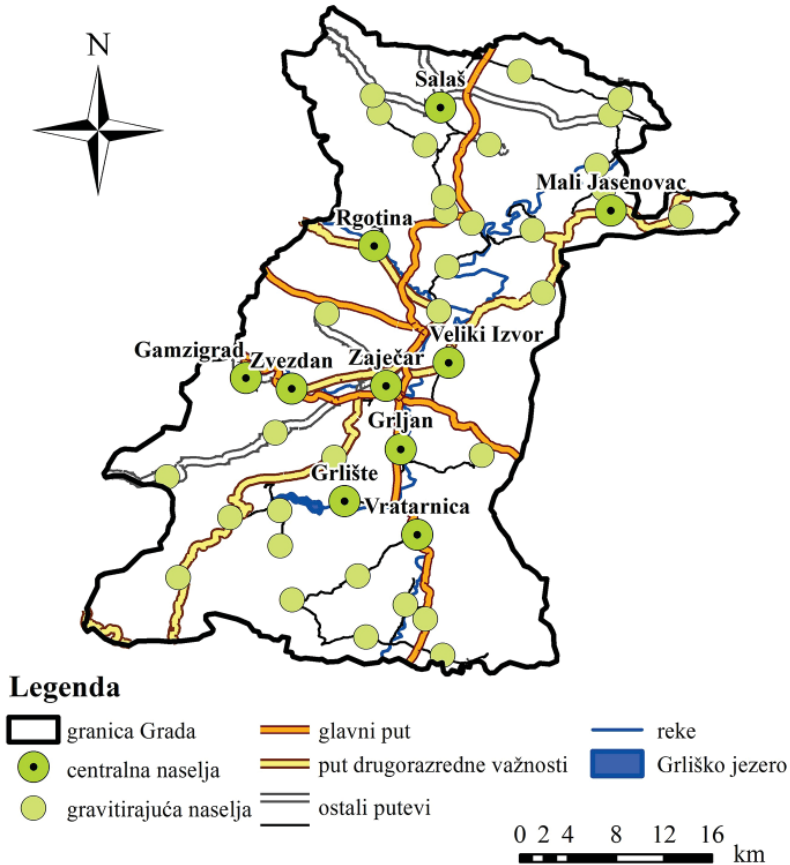 N
Salaš
Mali Jasenovac
Rgotina
Veliki Izvor
Gamzigrad
Zvezdan
Zaječar
Grljan
Grlište
Vratarnica
Legenda
granica Grada
glavni put
reke
centralna naselja
put drugorazredne važnosti
Grliško jezero
gravitirajuća naselja
ostali putevi
0 2 4 8 12 16
km